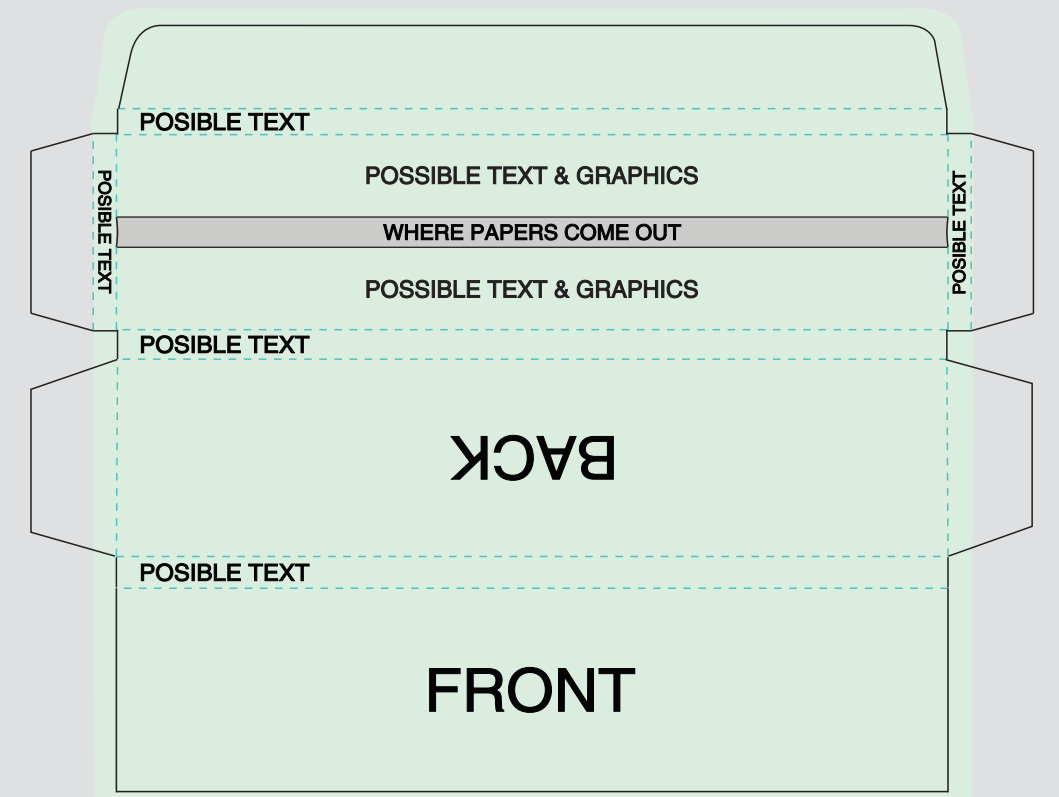 POSIBLE TEXT
POSSIBLE TEXT & GRAPHICS
POSIBLE TEXT
WHERE PAPERS COME OUT
POSIBLE TEXT
POSSIBLE TEXT & GRAPHICS
POSIBLE TEXT
BACK
POSIBLE TEXT
FRONT